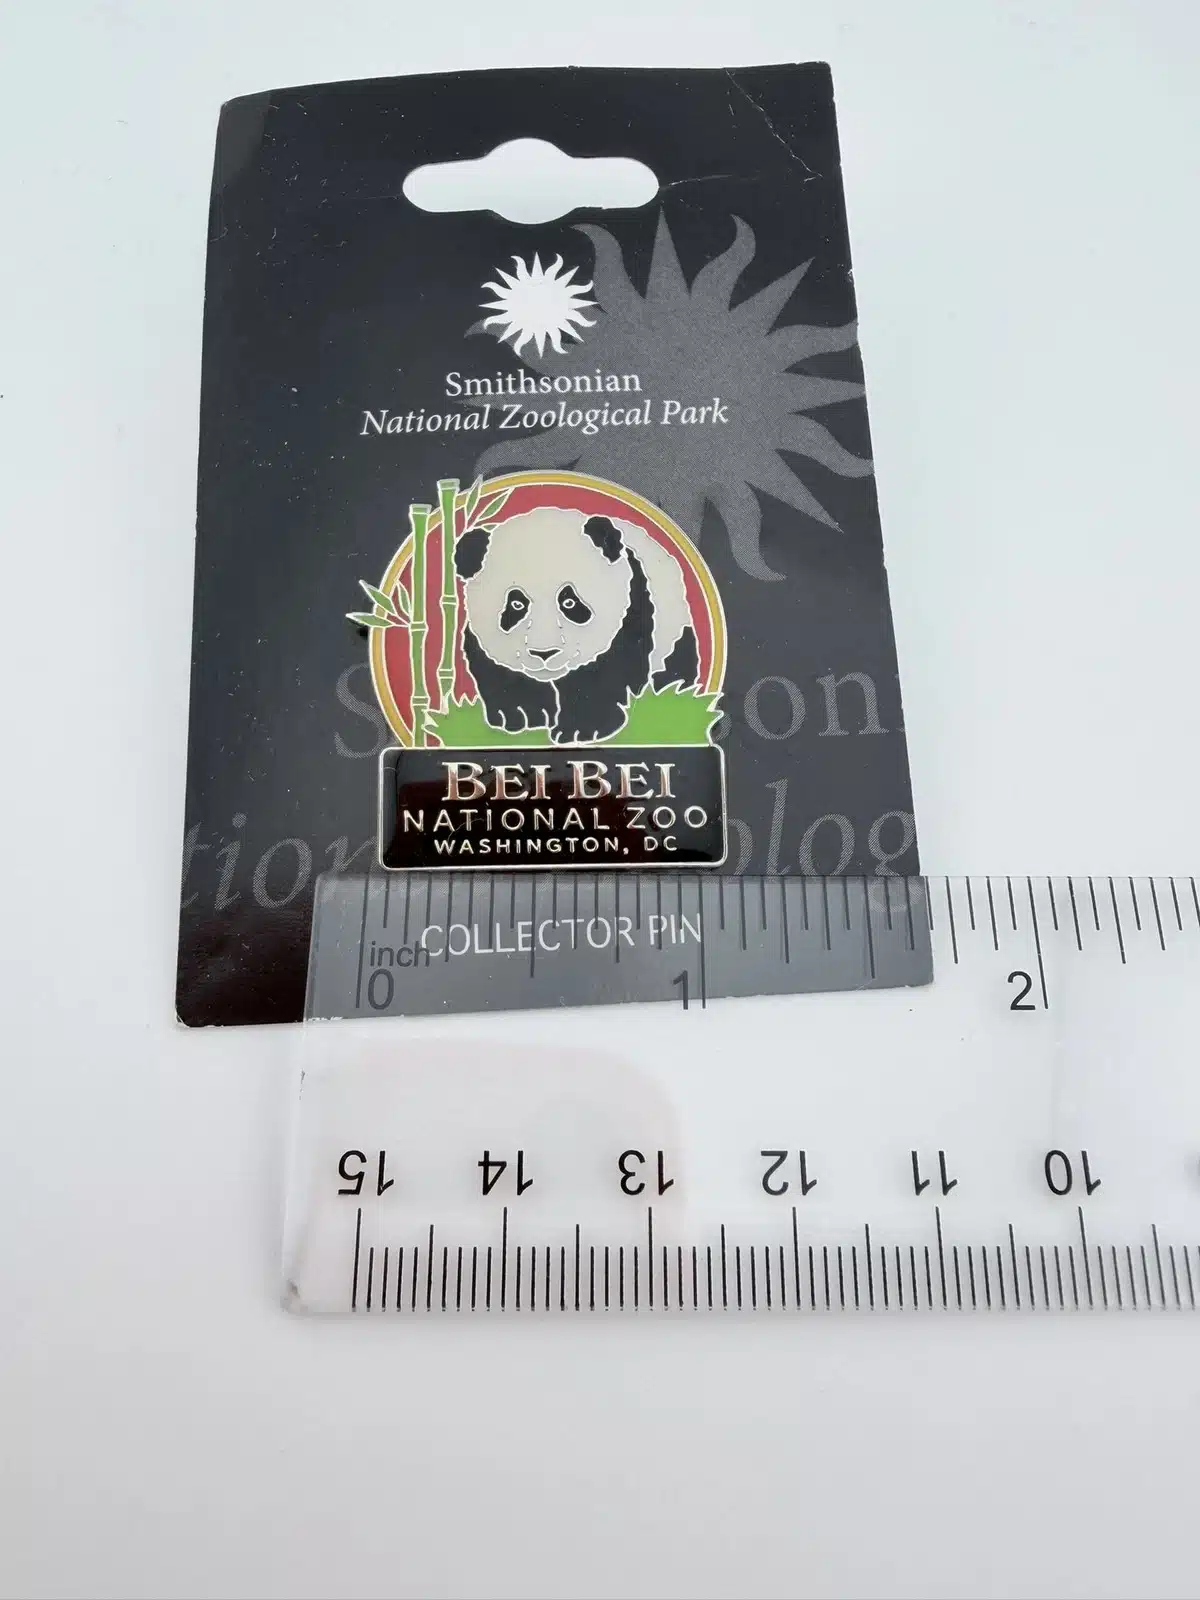 Smithsonian
National Zoological Park
BEI BEI
NATIONAL ZOO
WASHINGTON, DC
COLLECTOR PIN
inch
0 1 2
15 14 13 12 11 10